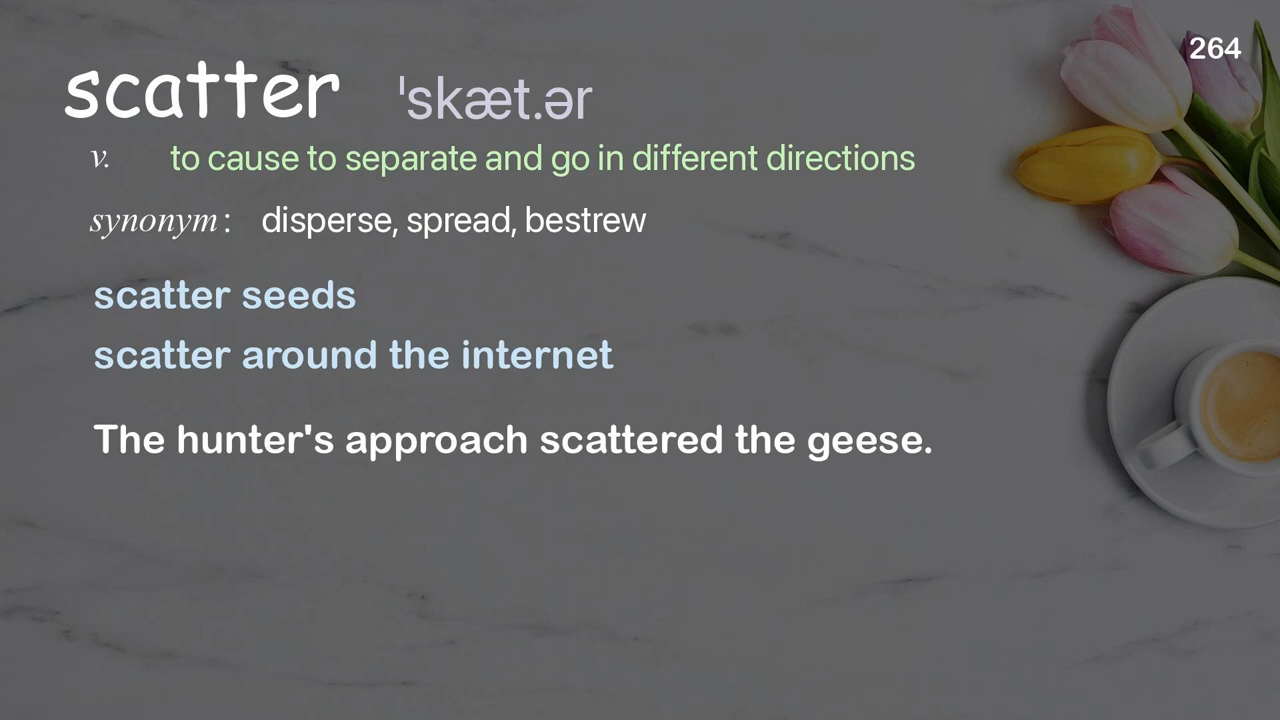 264
scatter ˈskæt.ər
v. to cause to separate and go in different directions
synonym: disperse, spread, bestrew
scatter seeds
scatter around the internet
The hunter's approach scattered the geese.